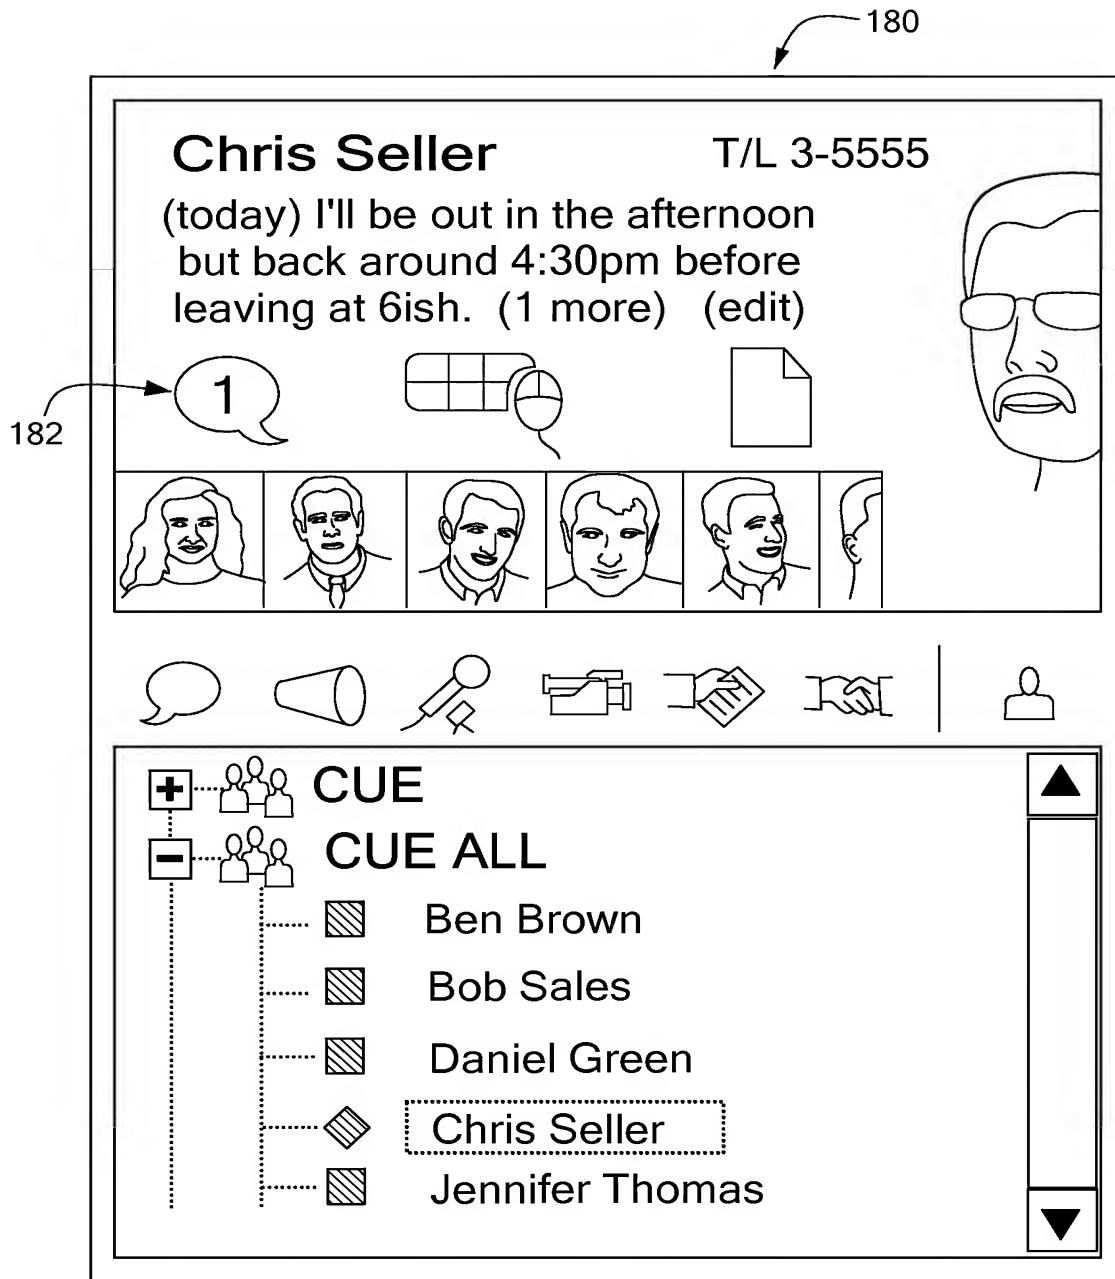 180
Chris Seller T/L 3-5555
(today) I'll be out in the afternoon
but back around 4:30pm before
leaving at 6ish. (1 more) (edit)
1
182
CUE
CUE ALL
Ben Brown
Bob Sales
Daniel Green
Chris Seller
Jennifer Thomas